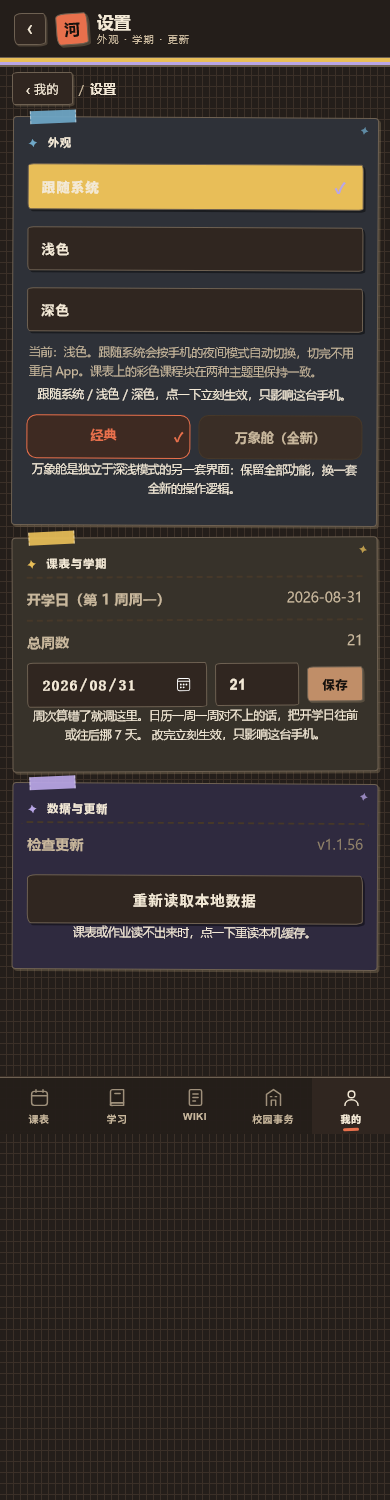 ‹
河
设置
外观 · 学期 · 更新
‹ 我的 / 设置
外观
跟随系统 ✓
浅色
深色
当前：浅色。跟随系统会按手机的夜间模式自动切换，切完不用
重启 App。课表上的彩色课程块在两种主题里保持一致。
跟随系统 / 浅色 / 深色，点一下立刻生效，只影响这台手机。
经典 ✓
万象舱（全新）
万象舱是独立于深浅模式的另一套界面：保留全部功能，换一套
全新的操作逻辑。
课表与学期
开学日（第 1 周周一） 2026-08-31
总周数 21
2026/08/31 21 保存
周次算错了就调这里。日历一周一周对不上的话，把开学日往前
或往后挪 7 天。 改完立刻生效，只影响这台手机。
数据与更新
检查更新 v1.1.56
重新读取本地数据
课表或作业读不出来时，点一下重读本机缓存。
课表 学习 WIKI 校园事务 我的